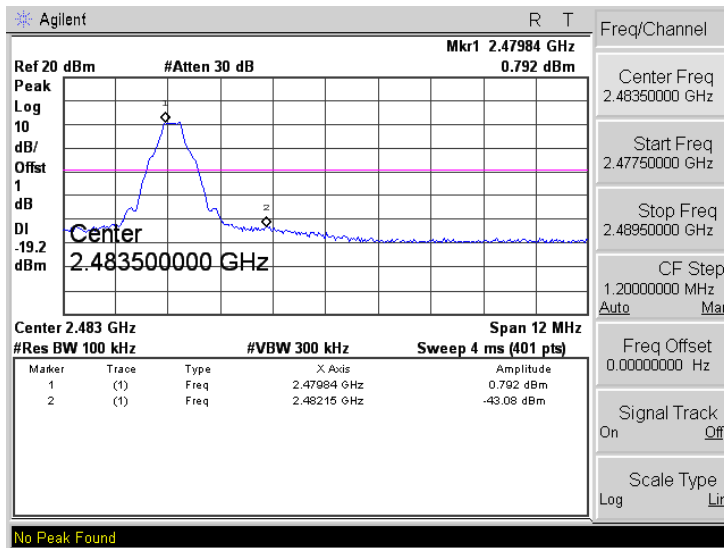 Agilent
R T
Mkr1 2.47984 GHz
Ref 20 dBm #Atten 30 dB 0.792 dBm
Peak
Log
10
dB/
Offst
1
dB
DI
-19.2
dBm
1
2
Center
2.483500000 GHz
Center 2.483 GHz Span 12 MHz
#Res BW 100 kHz #VBW 300 kHz Sweep 4 ms (401 pts)
Marker Trace Type X Axis Amplitude
1 (1) Freq 2.47984 GHz 0.792 dBm
2 (1) Freq 2.48215 GHz -43.08 dBm
No Peak Found
Freq/Channel
Center Freq
2.48350000 GHz
Start Freq
2.47750000 GHz
Stop Freq
2.48950000 GHz
CF Step
1.20000000 MHz
Auto Mar
Freq Offset
0.00000000 Hz
Signal Track
On Off
Scale Type
Log Lin